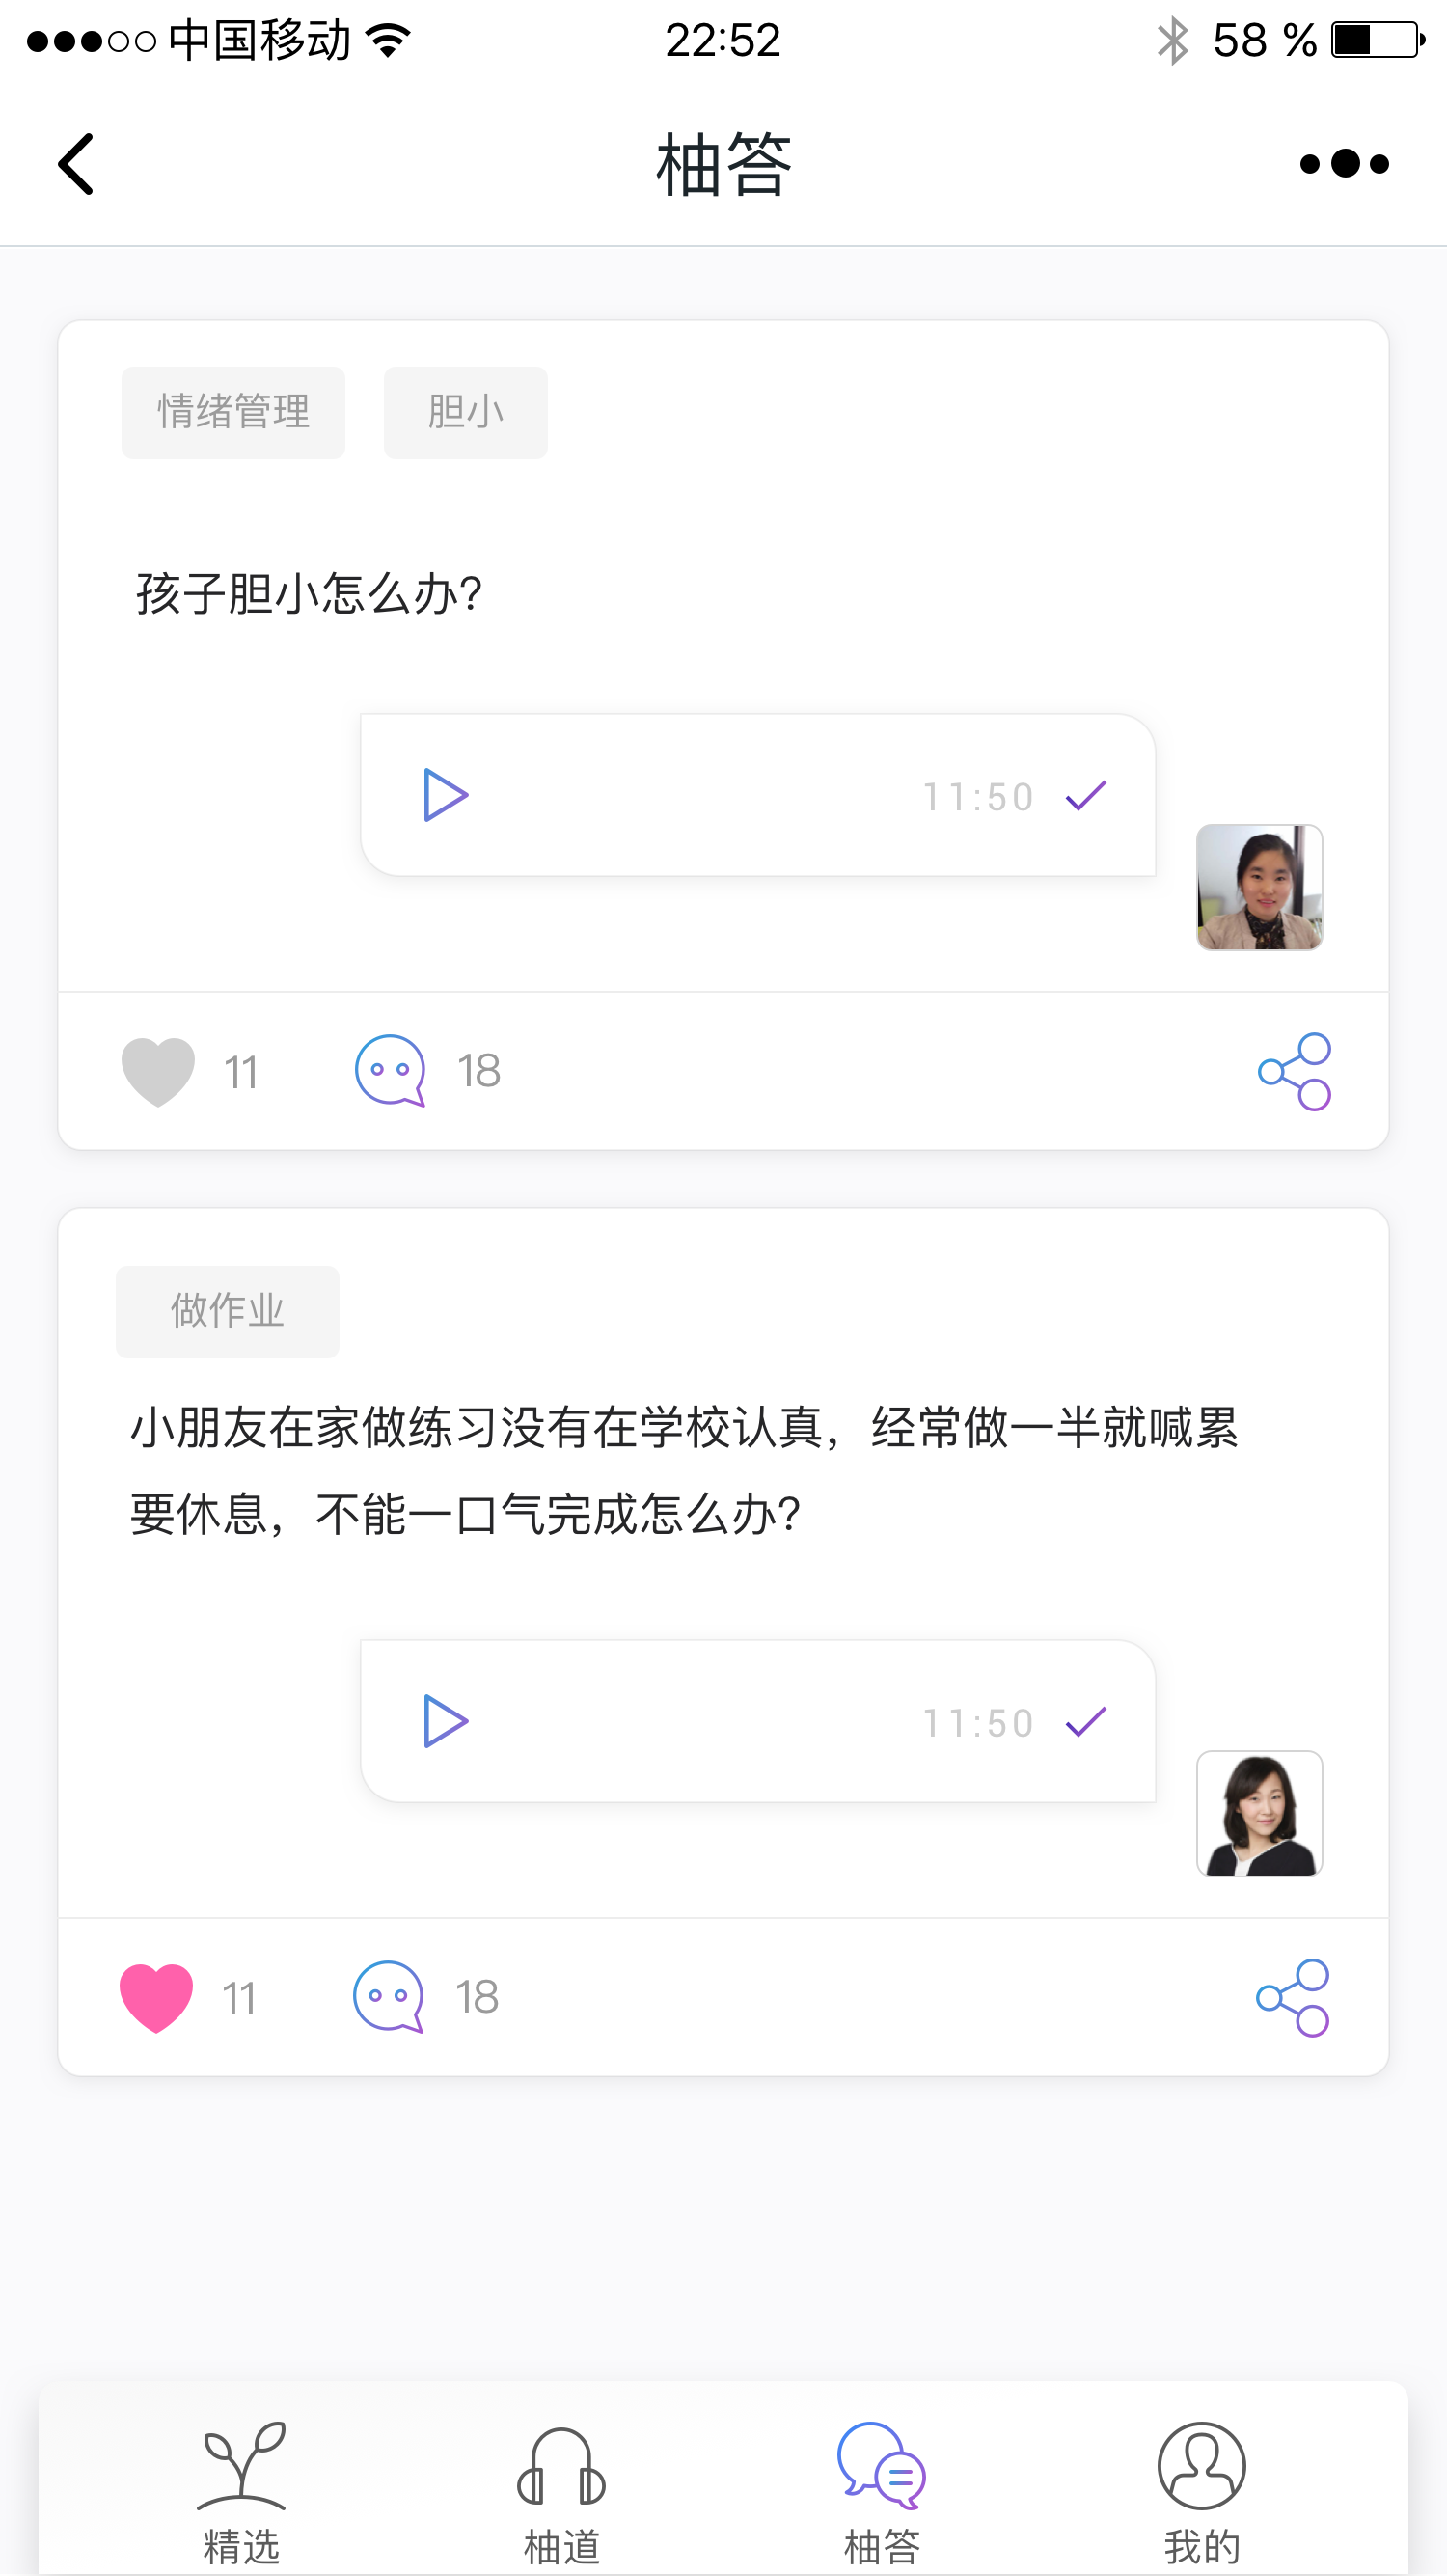 中国移动 22:52 58 %
柚答
情绪管理 胆小
孩子胆小怎么办?
11:50
11 18
做作业
小朋友在家做练习没有在学校认真，经常做一半就喊累
要休息，不能一口气完成怎么办?
11:50
11 18
精选 柚道 柚答 我的